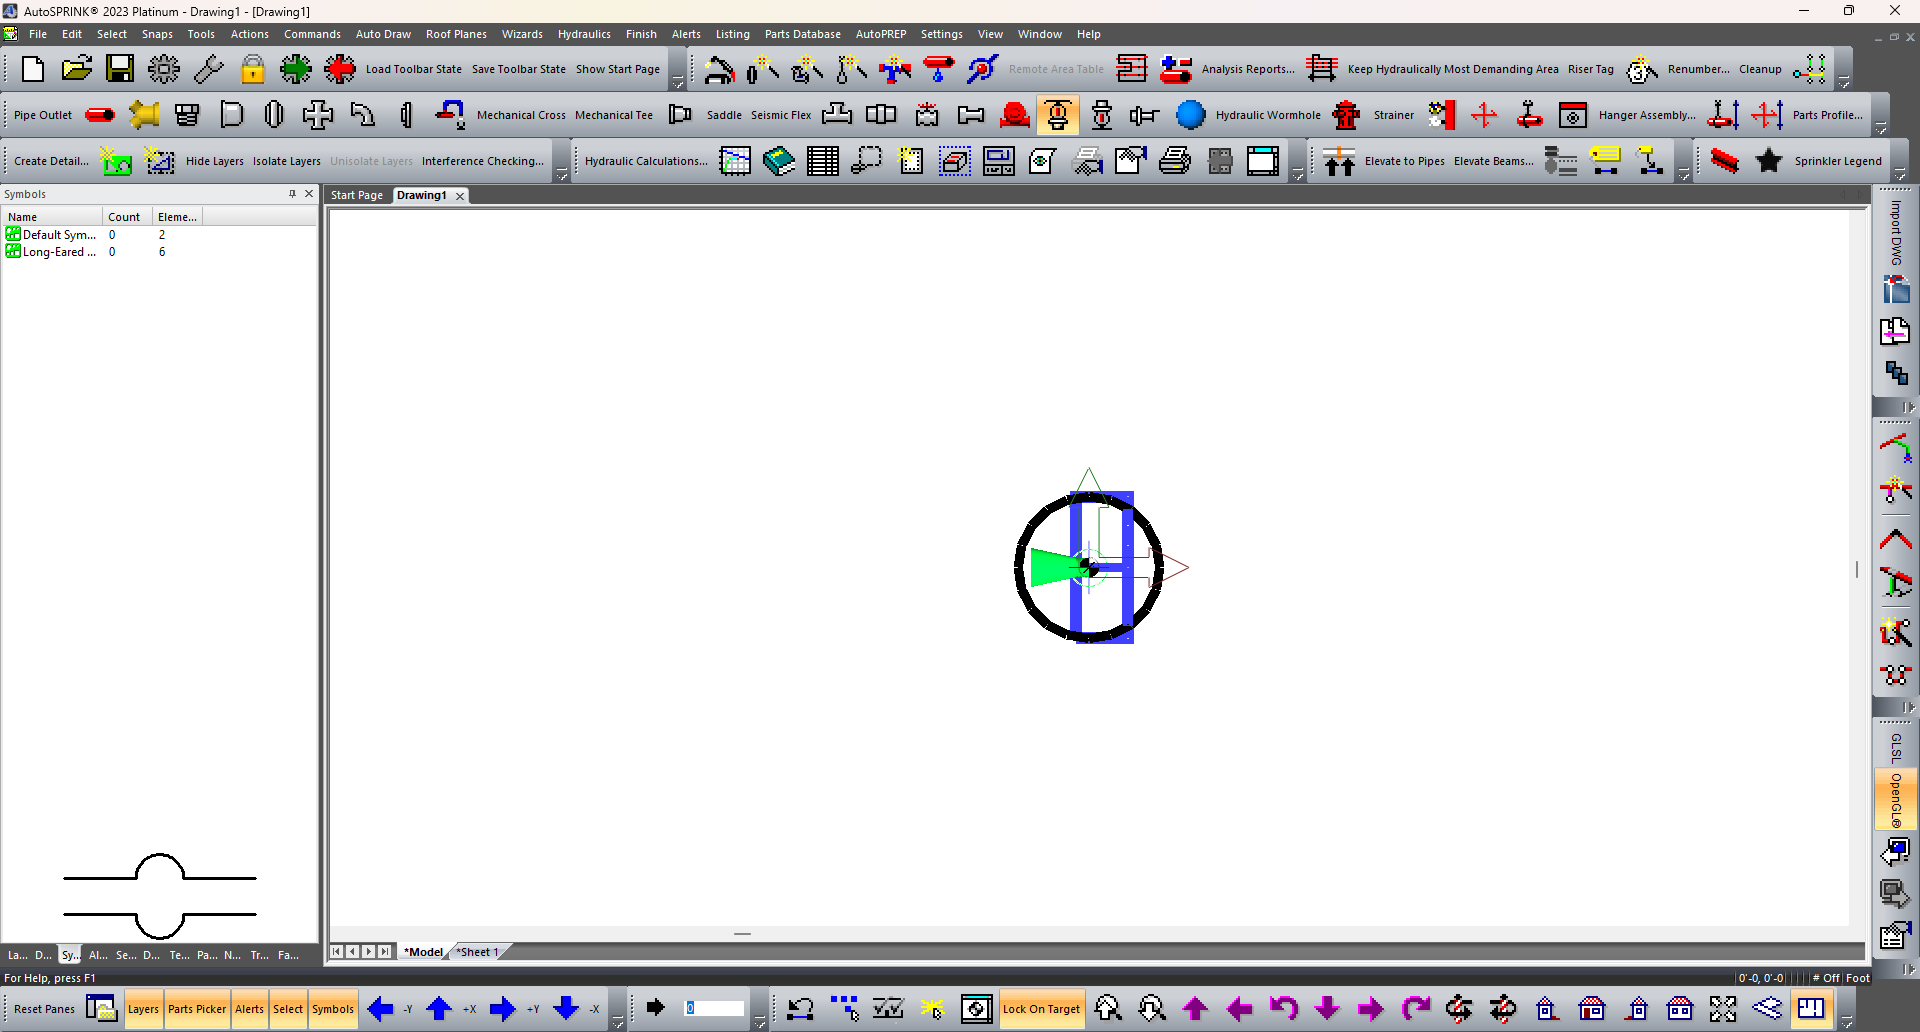 AutoSPRINK® 2023 Platinum - Drawing1 - [Drawing1]
File Edit Select Snaps Tools Actions Commands Auto Draw Roof Planes Wizards Hydraulics Finish Alerts Listing Parts Database AutoPREP Settings View Window Help
Load Toolbar State Save Toolbar State Show Start Page Remote Area Table Analysis Reports... Keep Hydraulically Most Demanding Area Riser Tag Renumber... Cleanup
Pipe Outlet Mechanical Cross Mechanical Tee Saddle Seismic Flex Hydraulic Wormhole Strainer Hanger Assembly... Parts Profile...
Create Detail... Hide Layers Isolate Layers Unisolate Layers Interference Checking... Hydraulic Calculations... Elevate to Pipes Elevate Beams... Sprinkler Legend
Symbols
Start Page Drawing1
Name Count Eleme...
Default Sym... 0 2
Long-Eared ... 0 6
Import DWG
GLSL
OpenGL®
*Model *Sheet 1
La... D... Sy... Al... Se... D... Te... Pa... N... Tr... Fa...
For Help, press F1
0'-0, 0'-0 # Off Foot
Reset Panes Layers Parts Picker Alerts Select Symbols -Y +X +Y -X 0 Lock On Target